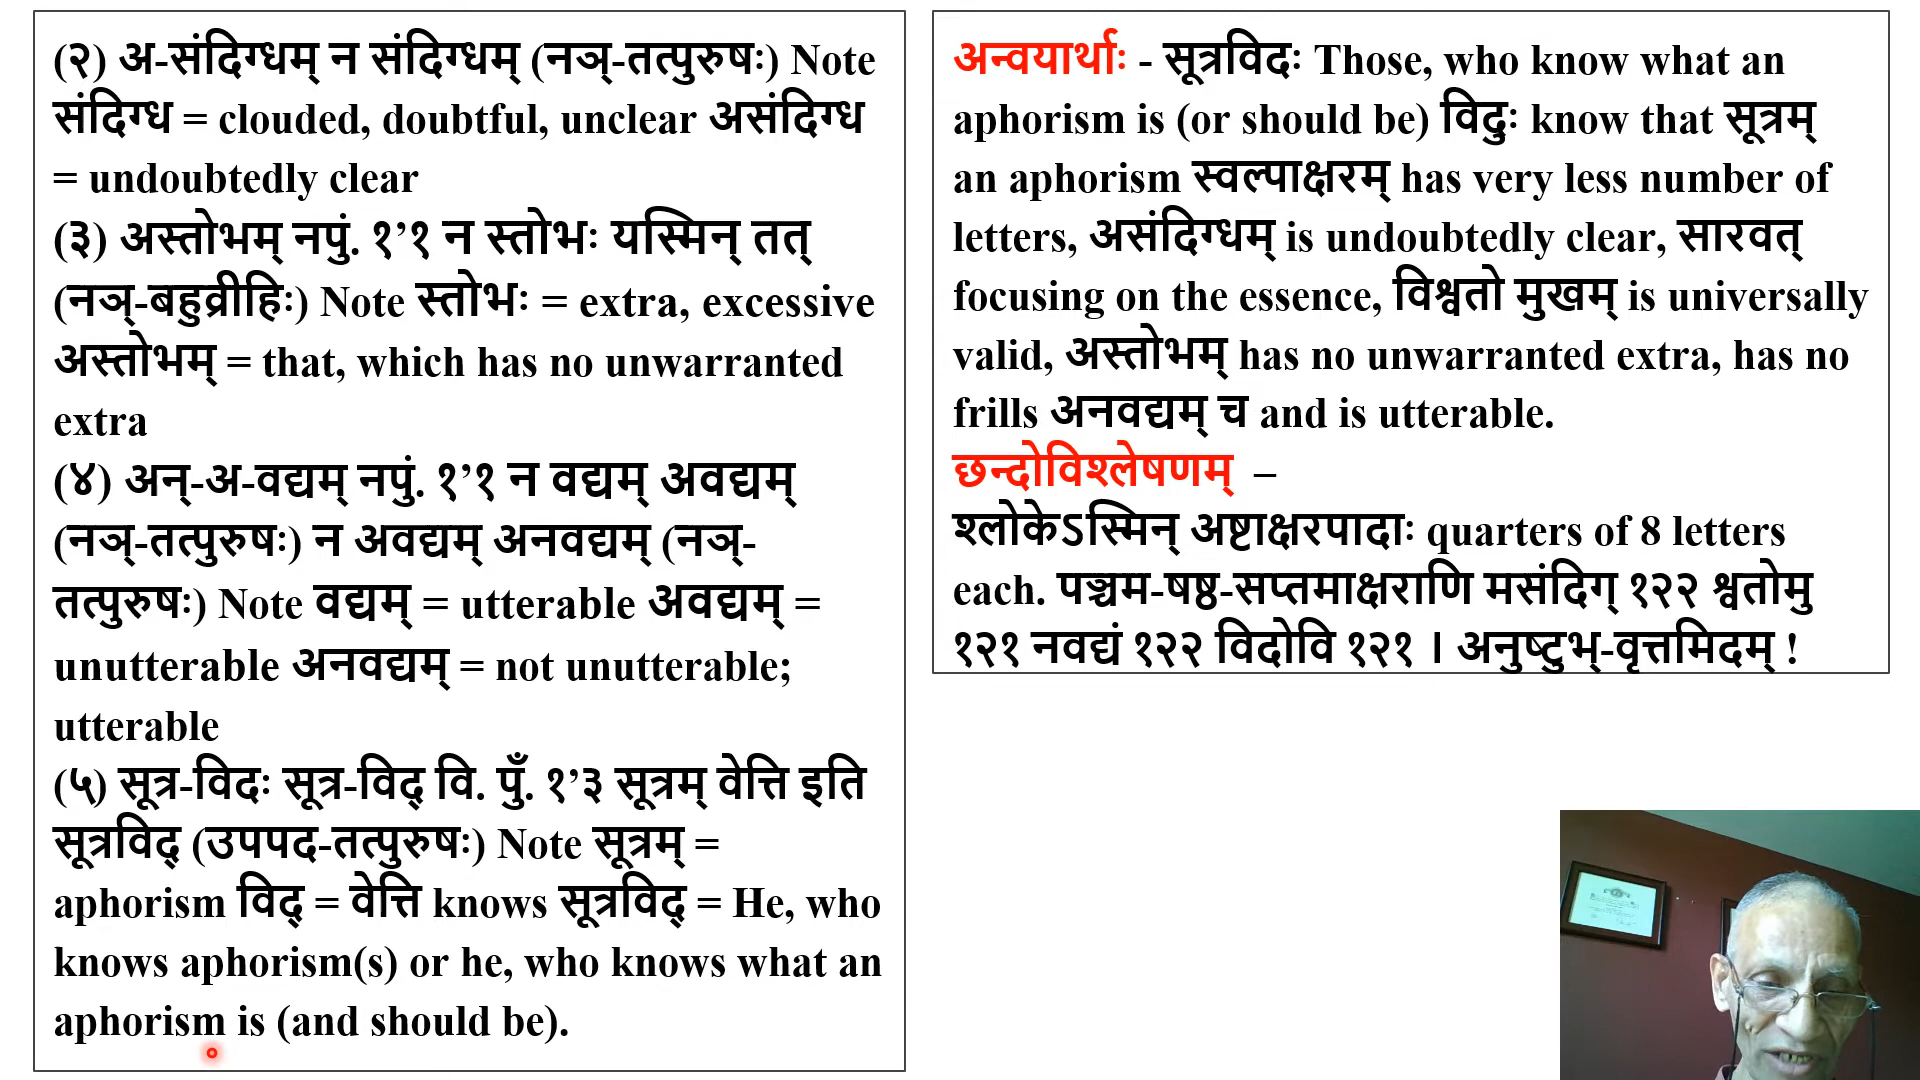 (२) अ-संदिग्धम् न संदिग्धम् (नञ्-तत्पुरुषः) Note
संदिग्ध = clouded, doubtful, unclear असंदिग्ध
= undoubtedly clear
(३) अस्तोभम् नपुं. १’१ न स्तोभः यस्मिन् तत्
(नञ्-बहुव्रीहिः) Note स्तोभः = extra, excessive
अस्तोभम् = that, which has no unwarranted
extra
(४) अन्-अ-वद्यम् नपुं. १’१ न वद्यम् अवद्यम्
(नञ्-तत्पुरुषः) न अवद्यम् अनवद्यम् (नञ्-
तत्पुरुषः) Note वद्यम् = utterable अवद्यम् =
unutterable अनवद्यम् = not unutterable;
utterable
(५) सूत्र-विदः सूत्र-विद् वि. पुँ. १’३ सूत्रम् वेत्ति इति
सूत्रविद् (उपपद-तत्पुरुषः) Note सूत्रम् =
aphorism विद् = वेत्ति knows सूत्रविद् = He, who
knows aphorism(s) or he, who knows what an
aphorism is (and should be).
अन्वयार्थाः - सूत्रविदः Those, who know what an
aphorism is (or should be) विदुः know that सूत्रम्
an aphorism स्वल्पाक्षरम् has very less number of
letters, असंदिग्धम् is undoubtedly clear, सारवत्
focusing on the essence, विश्वतो मुखम् is universally
valid, अस्तोभम् has no unwarranted extra, has no
frills अनवद्यम् च and is utterable.
छन्दोविश्लेषणम् –
श्लोकेऽस्मिन् अष्टाक्षरपादाः quarters of 8 letters
each. पञ्चम-षष्ठ-सप्तमाक्षराणि मसंदिग् १२२ श्वतोमु
१२१ नवद्यं १२२ विदोवि १२१ । अनुष्टुभ्-वृत्तमिदम् !